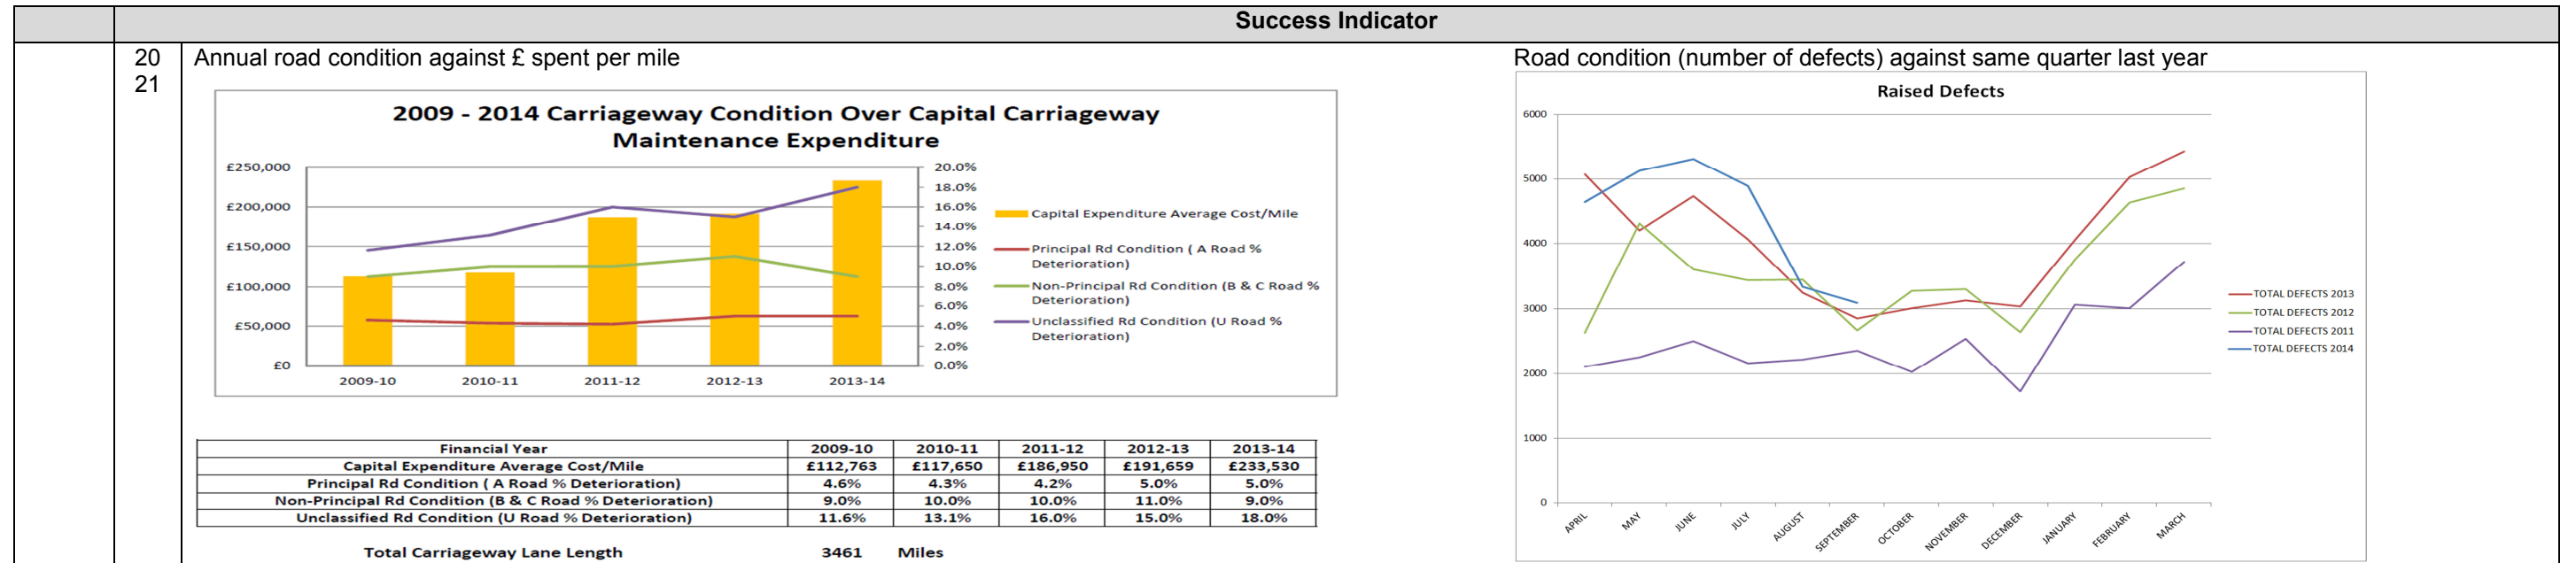 Success Indicator
20
21
Annual road condition against £ spent per mile
2009 - 2014 Carriageway Condition Over Capital Carriageway
Maintenance Expenditure
£250,000
£200,000
£150,000
£100,000
£50,000
£0
20.0%
18.0%
16.0%
14.0%
12.0%
10.0%
8.0%
6.0%
4.0%
2.0%
0.0%
2009-10 2010-11 2011-12 2012-13 2013-14
Capital Expenditure Average Cost/Mile
Principal Rd Condition ( A Road %
Deterioration)
Non-Principal Rd Condition (B & C Road %
Deterioration)
Unclassified Rd Condition (U Road %
Deterioration)
Financial Year 2009-10 2010-11 2011-12 2012-13 2013-14
Capital Expenditure Average Cost/Mile £112,763 £117,650 £186,950 £191,659 £233,530
Principal Rd Condition ( A Road % Deterioration) 4.6% 4.3% 4.2% 5.0% 5.0%
Non-Principal Rd Condition (B & C Road % Deterioration) 9.0% 10.0% 10.0% 11.0% 9.0%
Unclassified Rd Condition (U Road % Deterioration) 11.6% 13.1% 16.0% 15.0% 18.0%
Total Carriageway Lane Length 3461 Miles
Road condition (number of defects) against same quarter last year
Raised Defects
6000
5000
4000
3000
2000
1000
0
APRIL MAY JUNE JULY AUGUST SEPTEMBER OCTOBER NOVEMBER DECEMBER JANUARY FEBRUARY MARCH
TOTAL DEFECTS 2013
TOTAL DEFECTS 2012
TOTAL DEFECTS 2011
TOTAL DEFECTS 2014